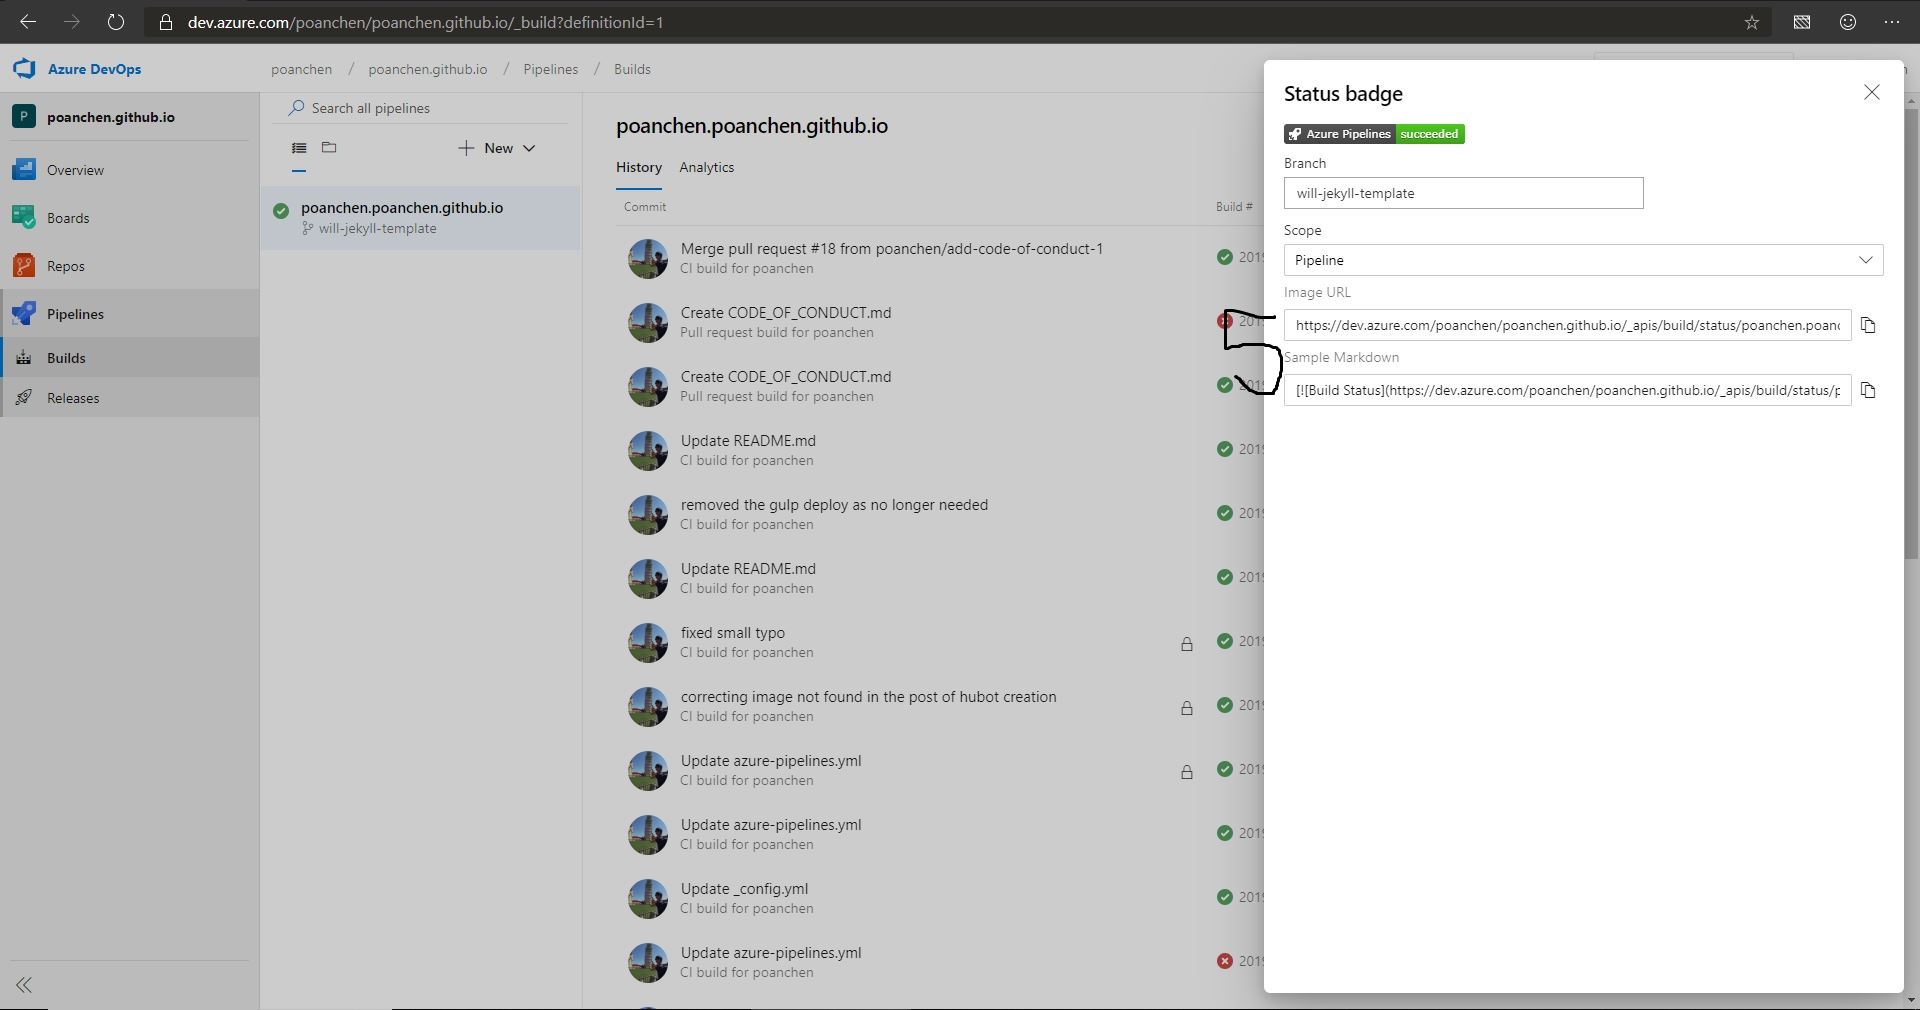 dev.azure.com/poanchen/poanchen.github.io/_build?definitionId=1
Azure DevOps
poanchen / poanchen.github.io / Pipelines / Builds
P poanchen.github.io
Overview
Boards
Repos
Pipelines
Builds
Releases
Search all pipelines
New
poanchen.poanchen.github.io
will-jekyll-template
poanchen.poanchen.github.io
History Analytics
Commit Build #
Merge pull request #18 from poanchen/add-code-of-conduct-1
CI build for poanchen
201
Create CODE_OF_CONDUCT.md
Pull request build for poanchen
201
Create CODE_OF_CONDUCT.md
Pull request build for poanchen
201
Update README.md
CI build for poanchen
201
removed the gulp deploy as no longer needed
CI build for poanchen
201
Update README.md
CI build for poanchen
201
fixed small typo
CI build for poanchen
201
correcting image not found in the post of hubot creation
CI build for poanchen
201
Update azure-pipelines.yml
CI build for poanchen
201
Update azure-pipelines.yml
CI build for poanchen
201
Update _config.yml
CI build for poanchen
201
Update azure-pipelines.yml
CI build for poanchen
201
Status badge
Azure Pipelines succeeded
Branch
will-jekyll-template
Scope
Pipeline
Image URL
https://dev.azure.com/poanchen/poanchen.github.io/_apis/build/status/poanchen.poanc
Sample Markdown
[![Build Status](https://dev.azure.com/poanchen/poanchen.github.io/_apis/build/status/p
5